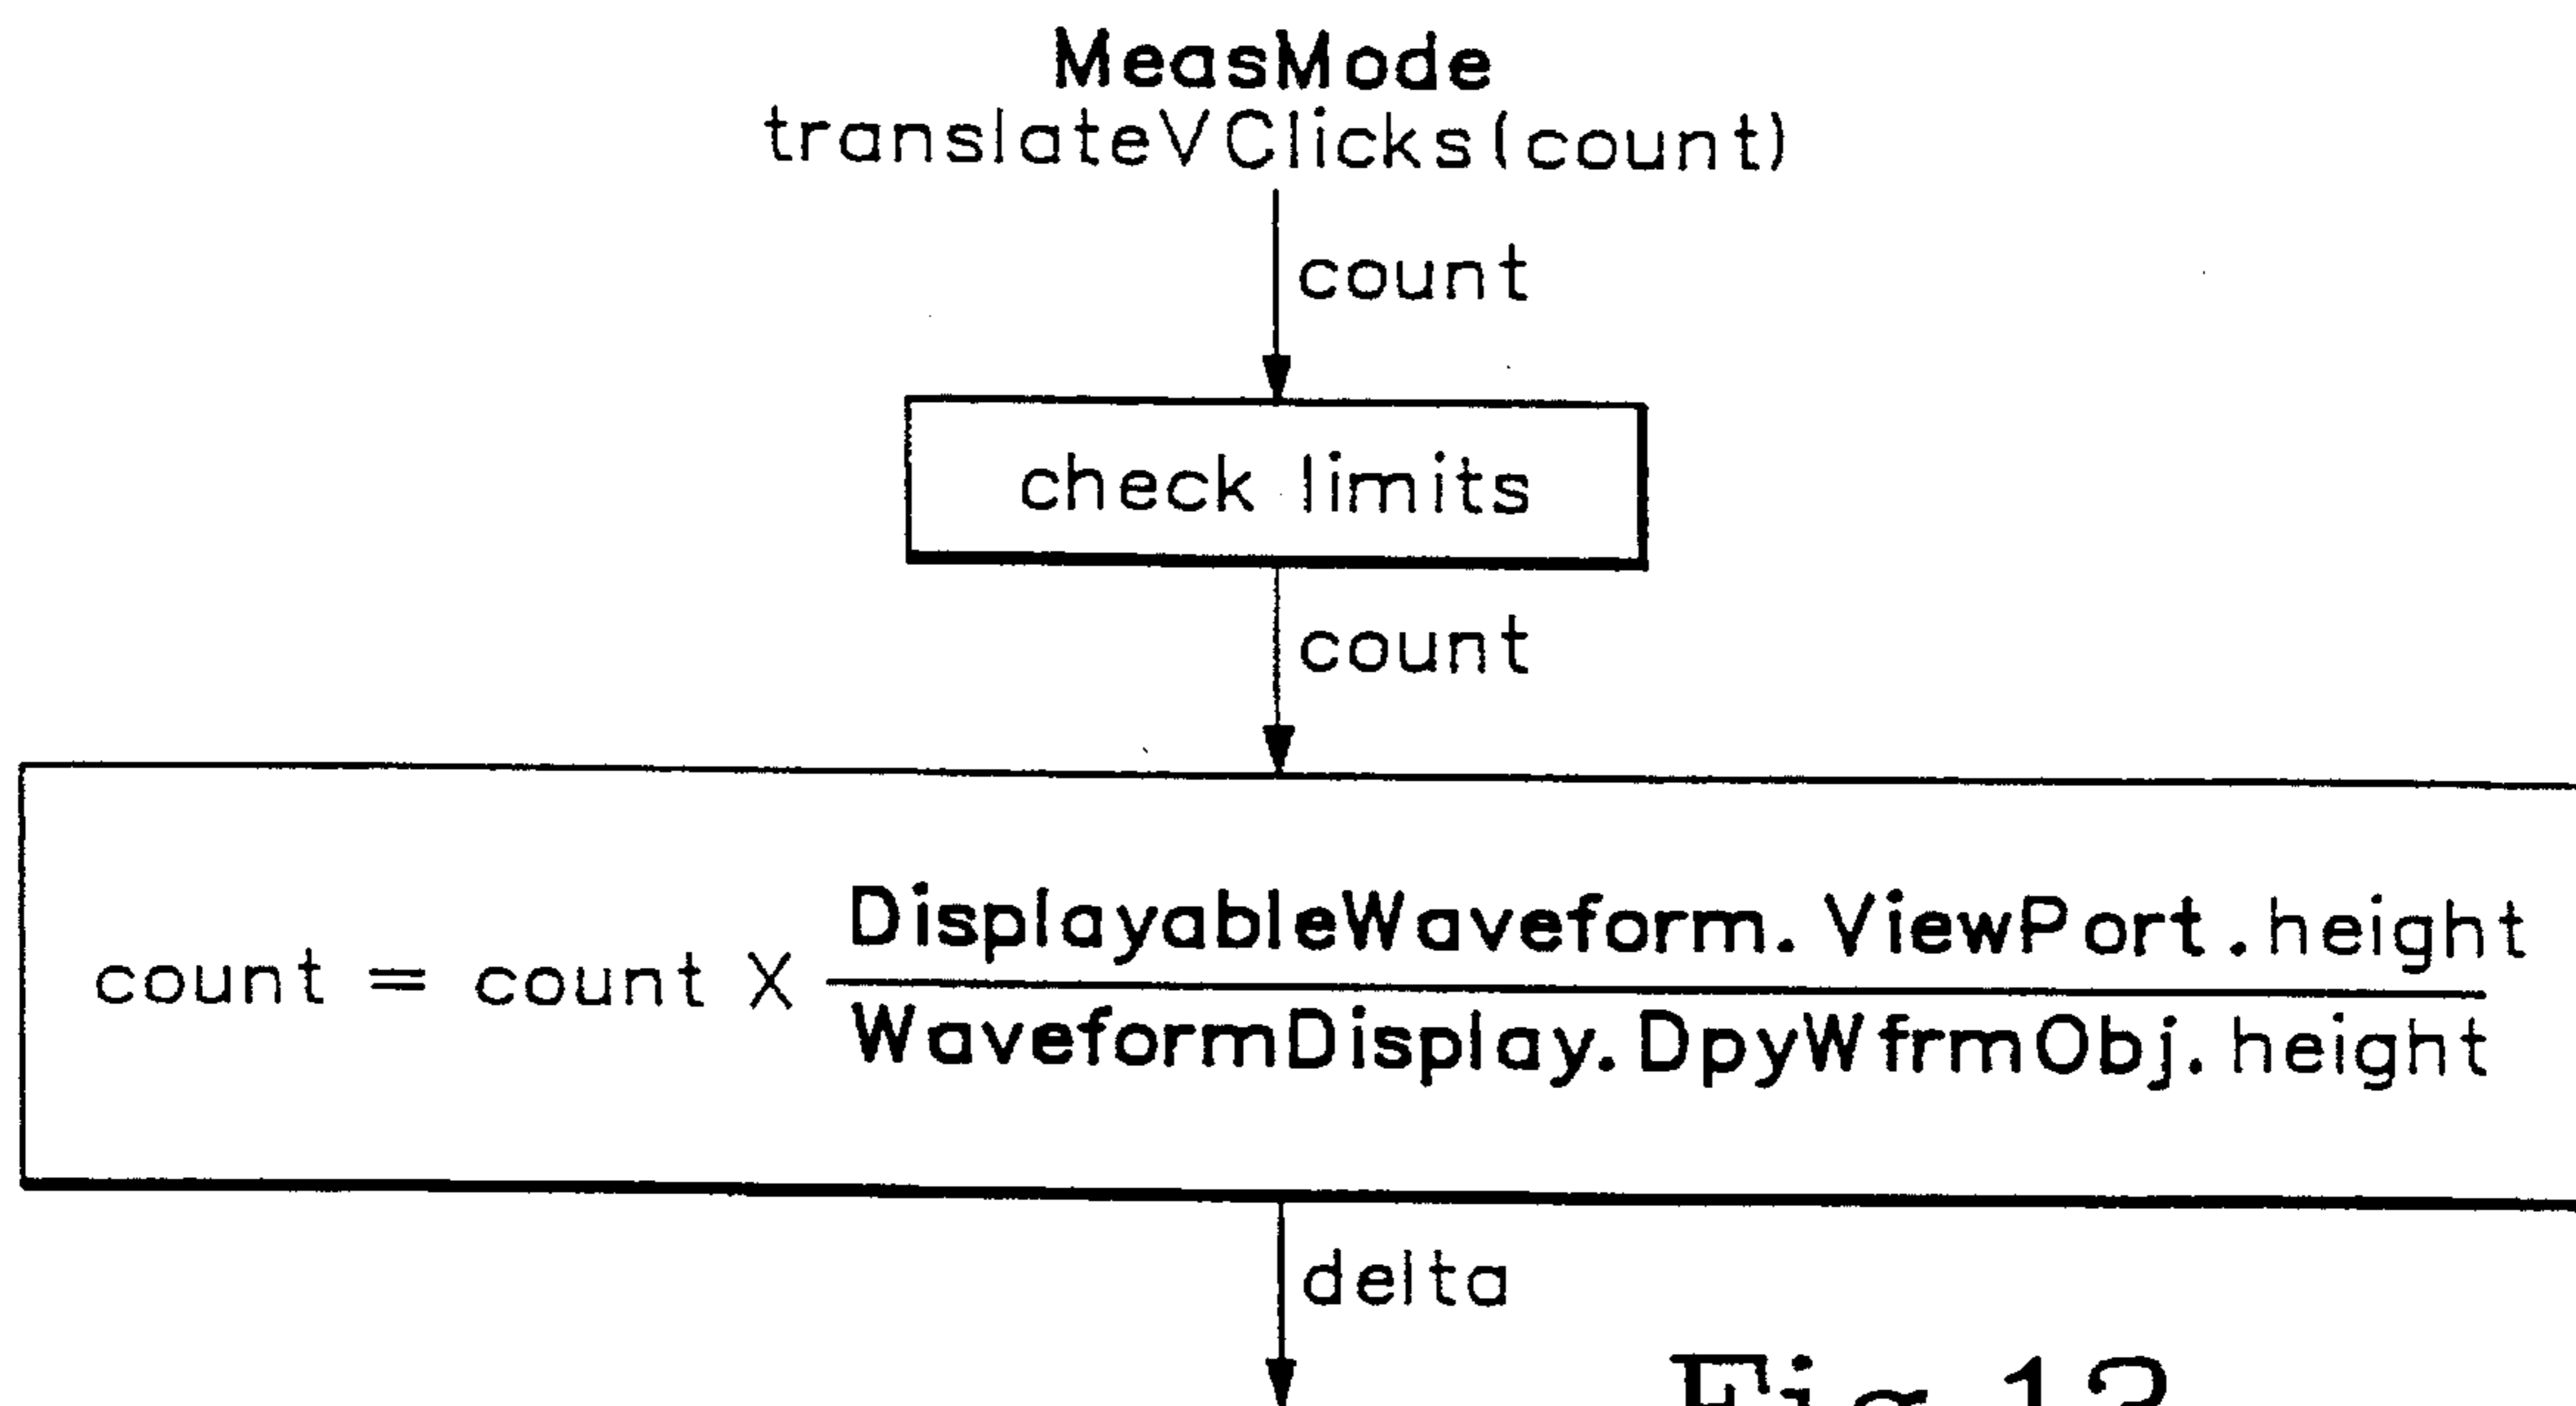 MeasMode
translateVClicks(count)
count
check limits
count
count = count X DisplayableWaveform.ViewPort.height
WaveformDisplay.DpyWfrmObj.height
delta